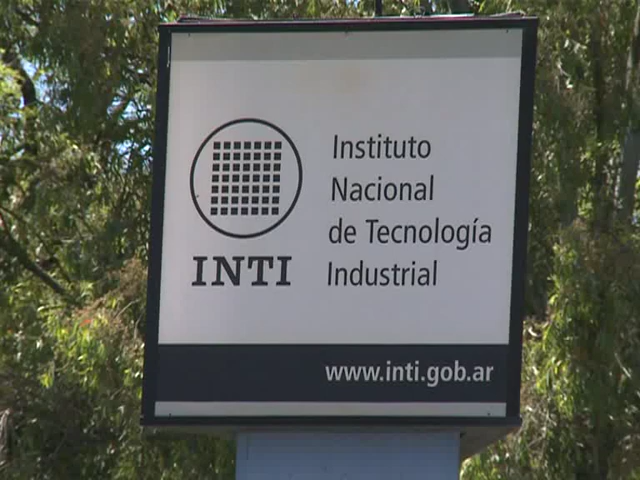 Instituto
Nacional
de Tecnología
Industrial
INTI
www.inti.gob.ar